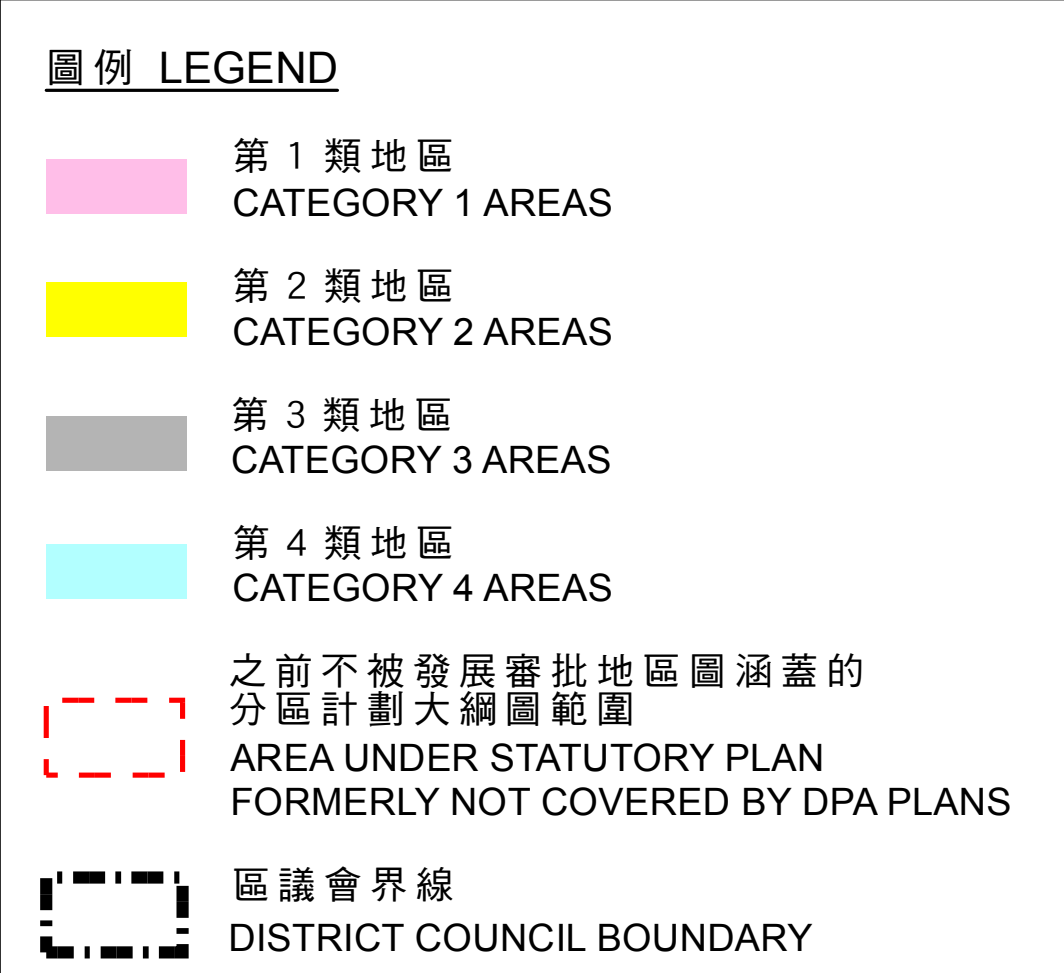 圖例 LEGEND
第 1 類地區
CATEGORY 1 AREAS
第 2 類地區
CATEGORY 2 AREAS
第 3 類地區
CATEGORY 3 AREAS
第 4 類地區
CATEGORY 4 AREAS
之前不被發展審批地區圖涵蓋的
分區計劃大綱圖範圍
AREA UNDER STATUTORY PLAN
FORMERLY NOT COVERED BY DPA PLANS
區議會界線
DISTRICT COUNCIL BOUNDARY